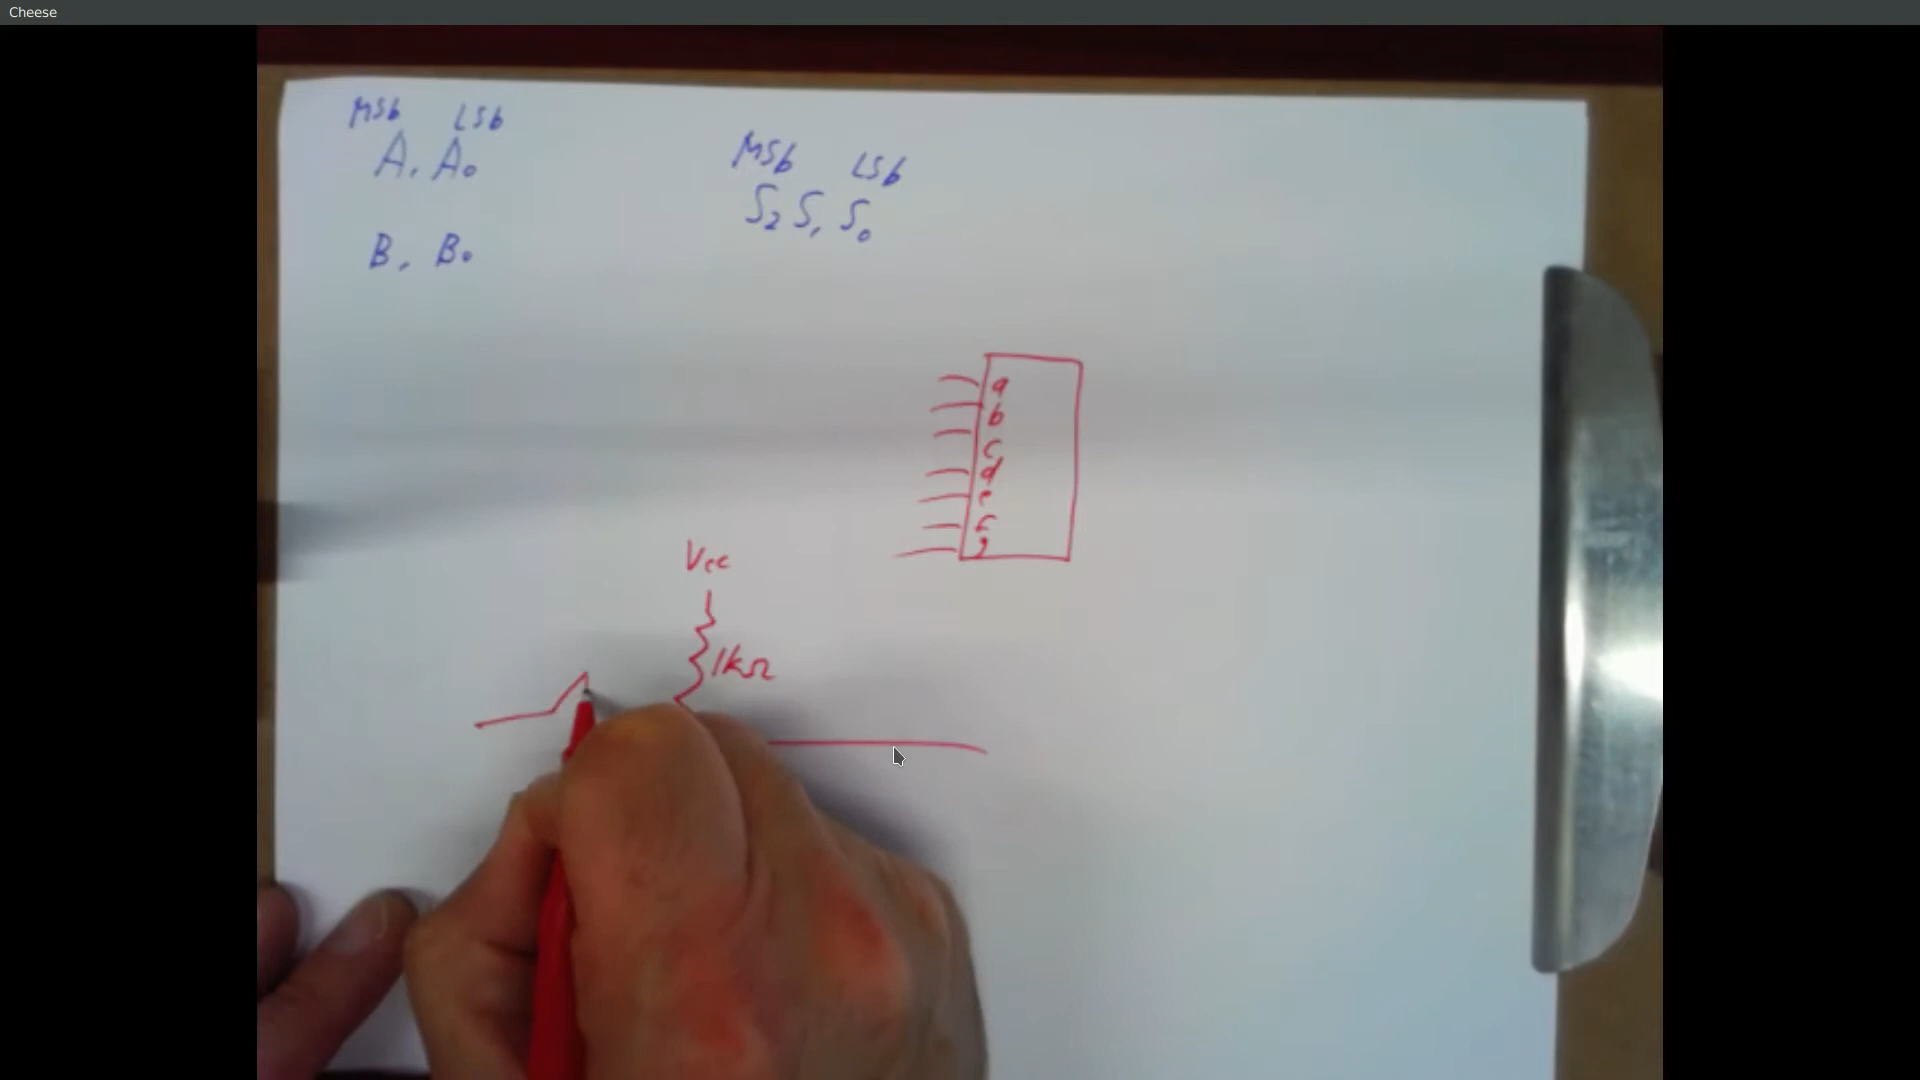 Cheese
MSb LSb
A₁ A₀
B₁ B₀
MSb LSb
S₂ S₁ S₀
a
b
c
d
e
f
g
Vcc
1kΩ